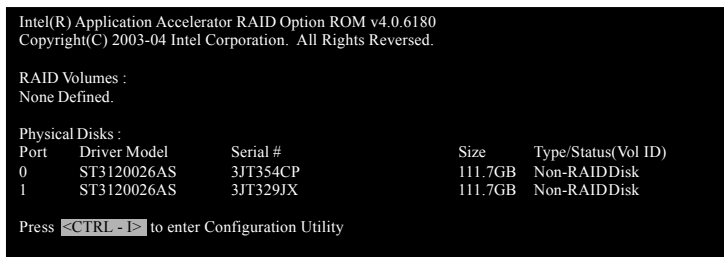 Intel(R) Application Accelerator RAID Option ROM v4.0.6180
Copyright(C) 2003-04 Intel Corporation. All Rights Reversed.
RAID Volumes :
None Defined.
Physical Disks :
Port Driver Model Serial # Size Type/Status(Vol ID)
0 ST3120026AS 3JT354CP 111.7GB Non-RAIDDisk
1 ST3120026AS 3JT329JX 111.7GB Non-RAIDDisk
Press <CTRL - I> to enter Configuration Utility